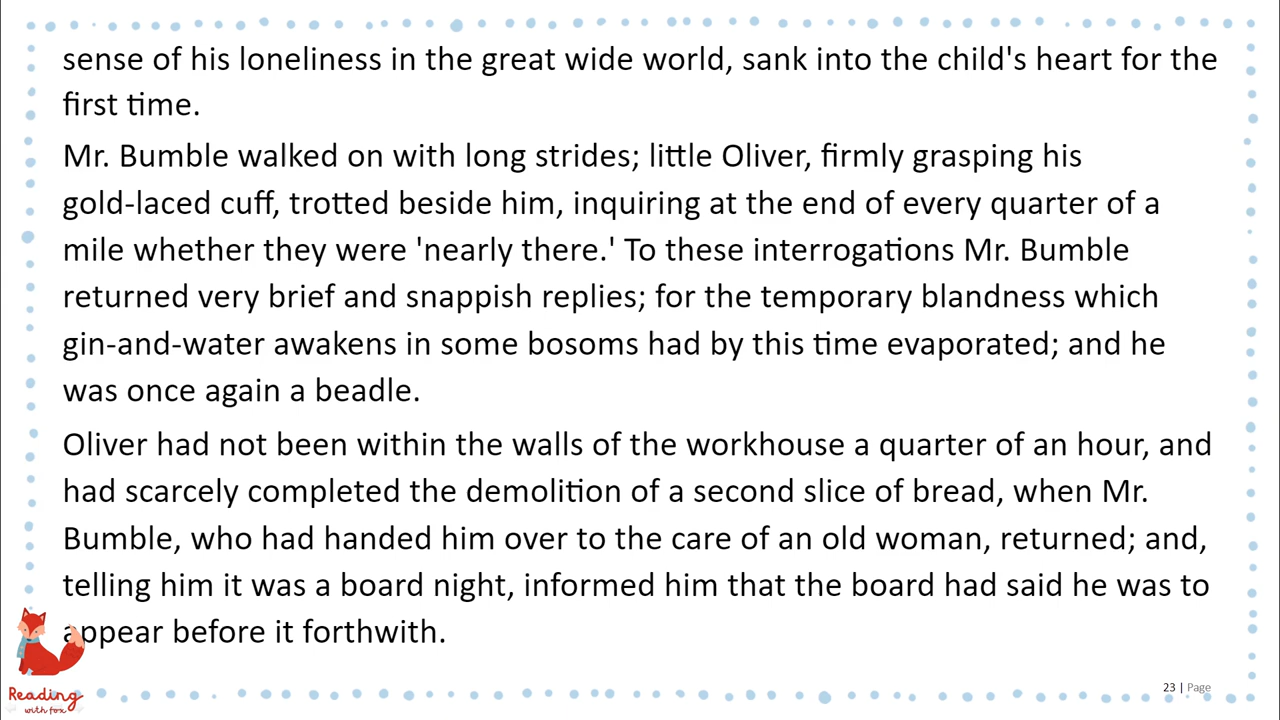 sense of his loneliness in the great wide world, sank into the child's heart for the
first time.
Mr. Bumble walked on with long strides; little Oliver, firmly grasping his
gold-laced cuff, trotted beside him, inquiring at the end of every quarter of a
mile whether they were 'nearly there.' To these interrogations Mr. Bumble
returned very brief and snappish replies; for the temporary blandness which
gin-and-water awakens in some bosoms had by this time evaporated; and he
was once again a beadle.
Oliver had not been within the walls of the workhouse a quarter of an hour, and
had scarcely completed the demolition of a second slice of bread, when Mr.
Bumble, who had handed him over to the care of an old woman, returned; and,
telling him it was a board night, informed him that the board had said he was to
appear before it forthwith.
23 | Page
Reading
with fox